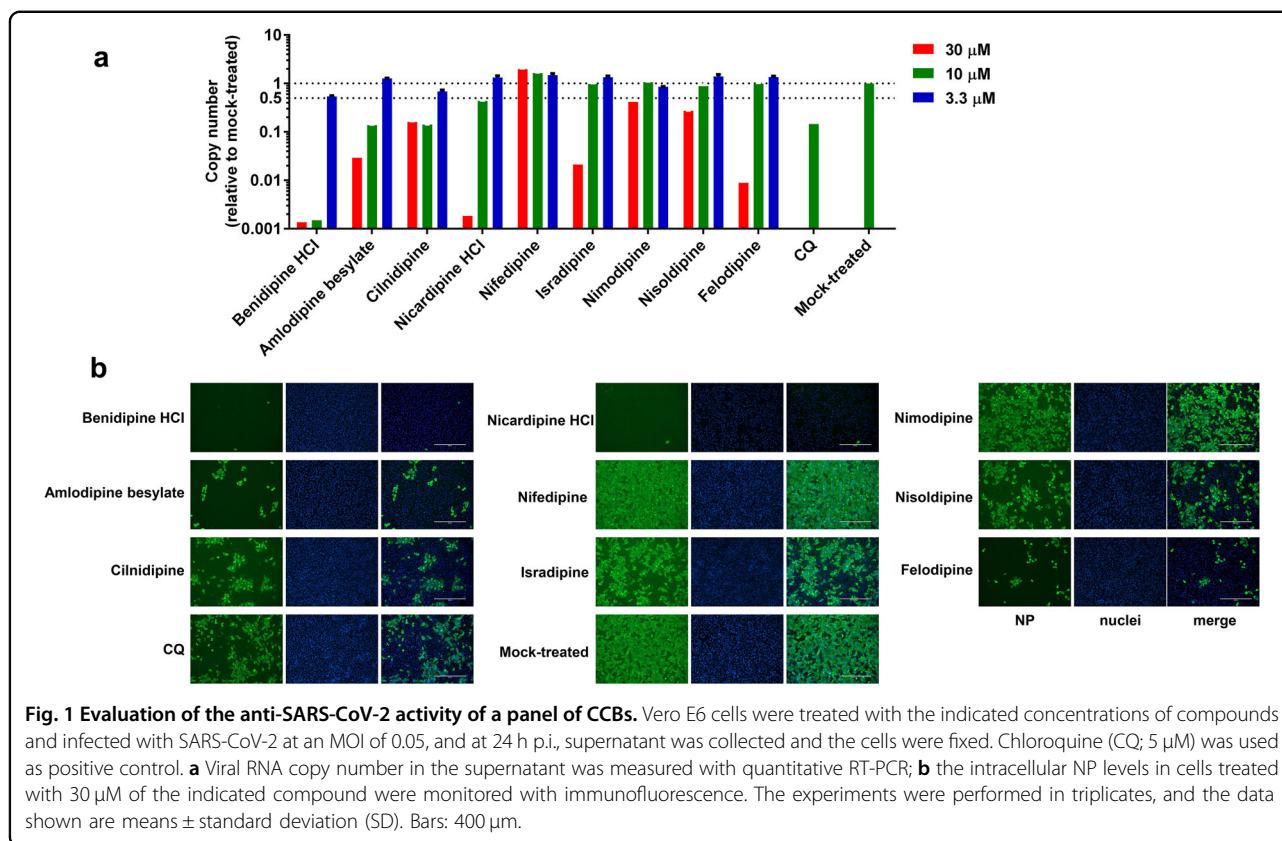 a
Copy number
(relative to mock-treated)
10
1
0.5
0.1
0.01
0.001
30 µM
10 µM
3.3 µM
Benidipine HCl
Amlodipine besylate
Cilnidipine
Nicardipine HCl
Nifedipine
Isradipine
Nimodipine
Nisoldipine
Felodipine
CQ
Mock-treated
b
Benidipine HCl
Amlodipine besylate
Cilnidipine
CQ
Nicardipine HCl
Nifedipine
Isradipine
Mock-treated
Nimodipine
Nisoldipine
Felodipine
NP nuclei merge
Fig. 1 Evaluation of the anti-SARS-CoV-2 activity of a panel of CCBs. Vero E6 cells were treated with the indicated concentrations of compounds
and infected with SARS-CoV-2 at an MOI of 0.05, and at 24 h p.i., supernatant was collected and the cells were fixed. Chloroquine (CQ; 5 µM) was used
as positive control. a Viral RNA copy number in the supernatant was measured with quantitative RT-PCR; b the intracellular NP levels in cells treated
with 30 µM of the indicated compound were monitored with immunofluorescence. The experiments were performed in triplicates, and the data
shown are means ± standard deviation (SD). Bars: 400 µm.